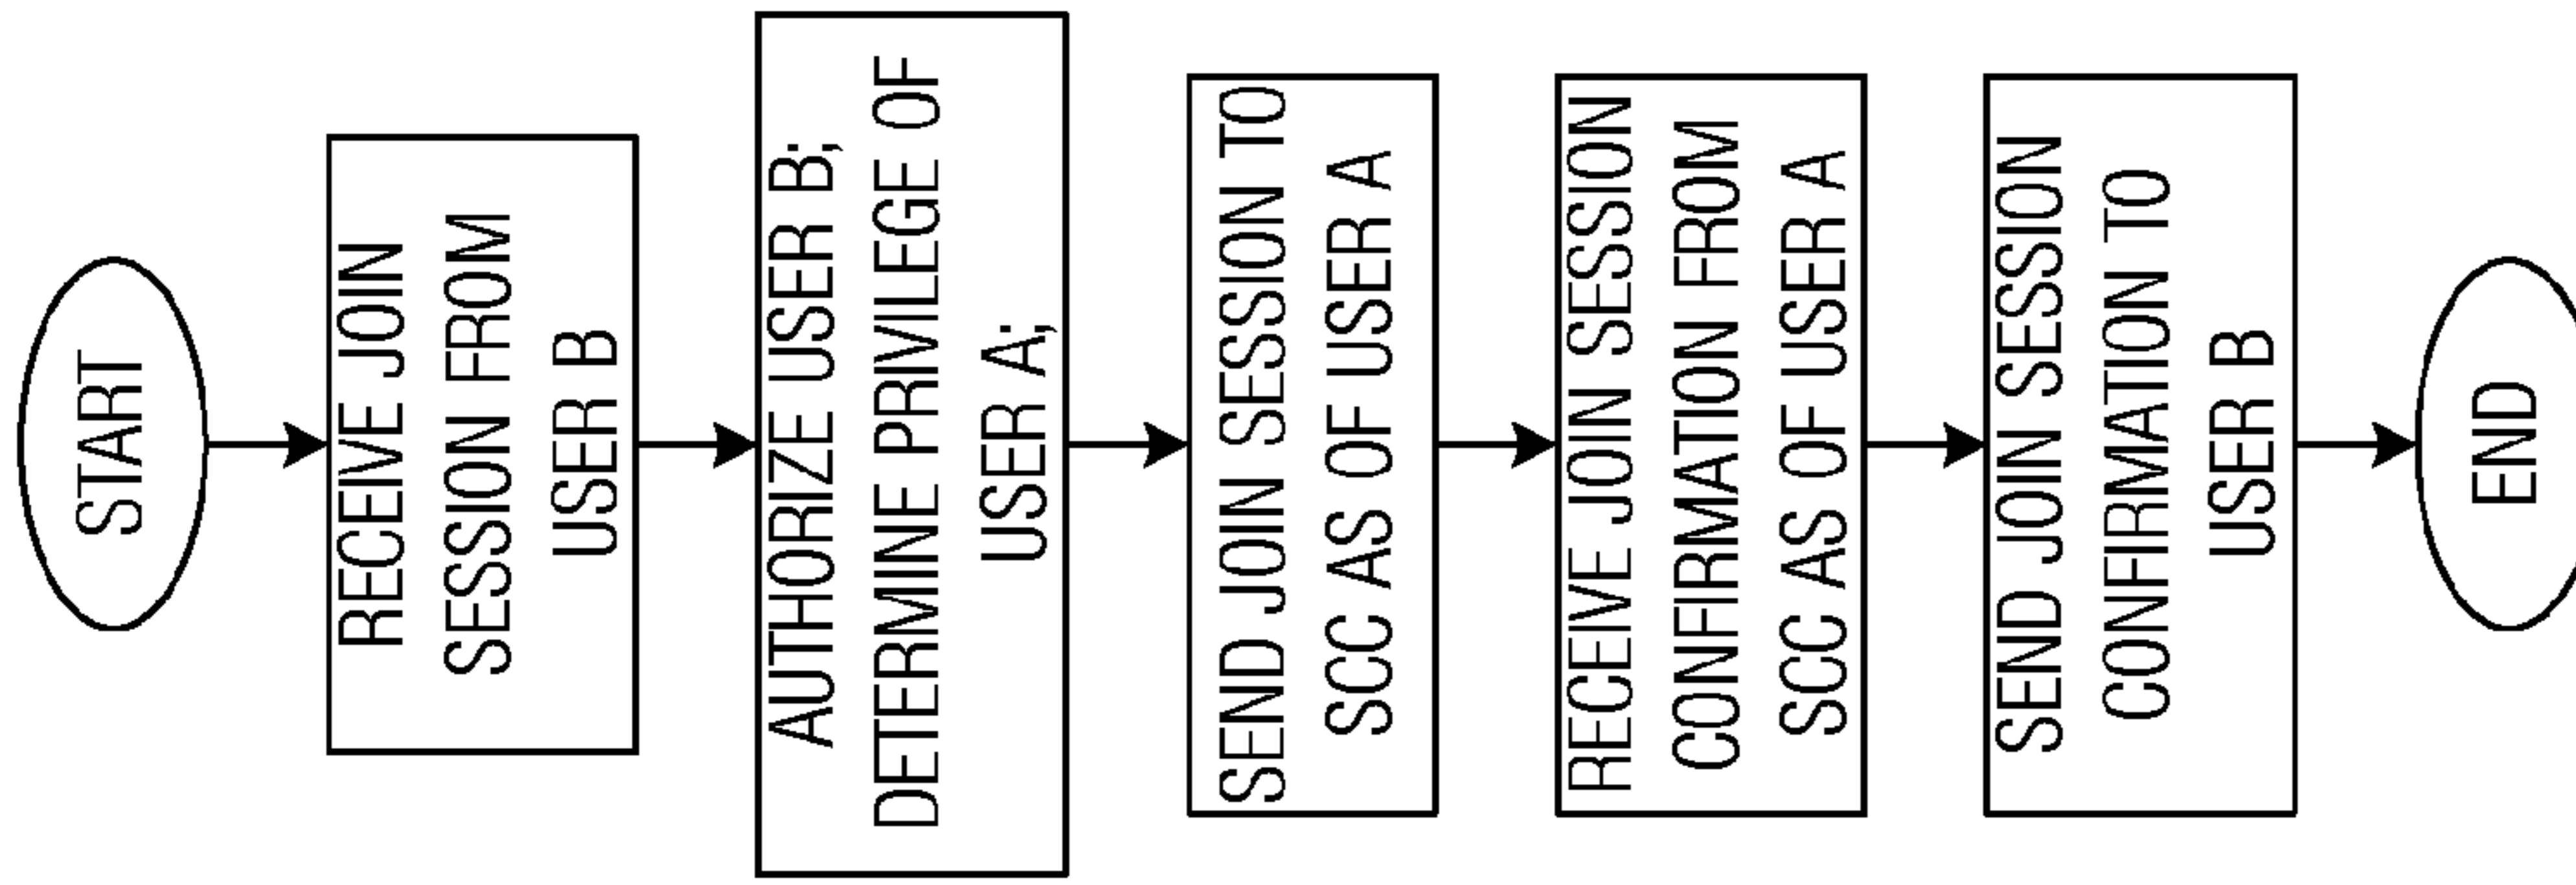 START
RECEIVE JOIN
SESSION FROM
USER B
AUTHORIZE USER B;
DETERMINE PRIVILEGE OF
USER A;
SEND JOIN SESSION TO
SCC AS OF USER A
RECEIVE JOIN SESSION
CONFIRMATION FROM
SCC AS OF USER A
SEND JOIN SESSION
CONFIRMATION TO
USER B
END